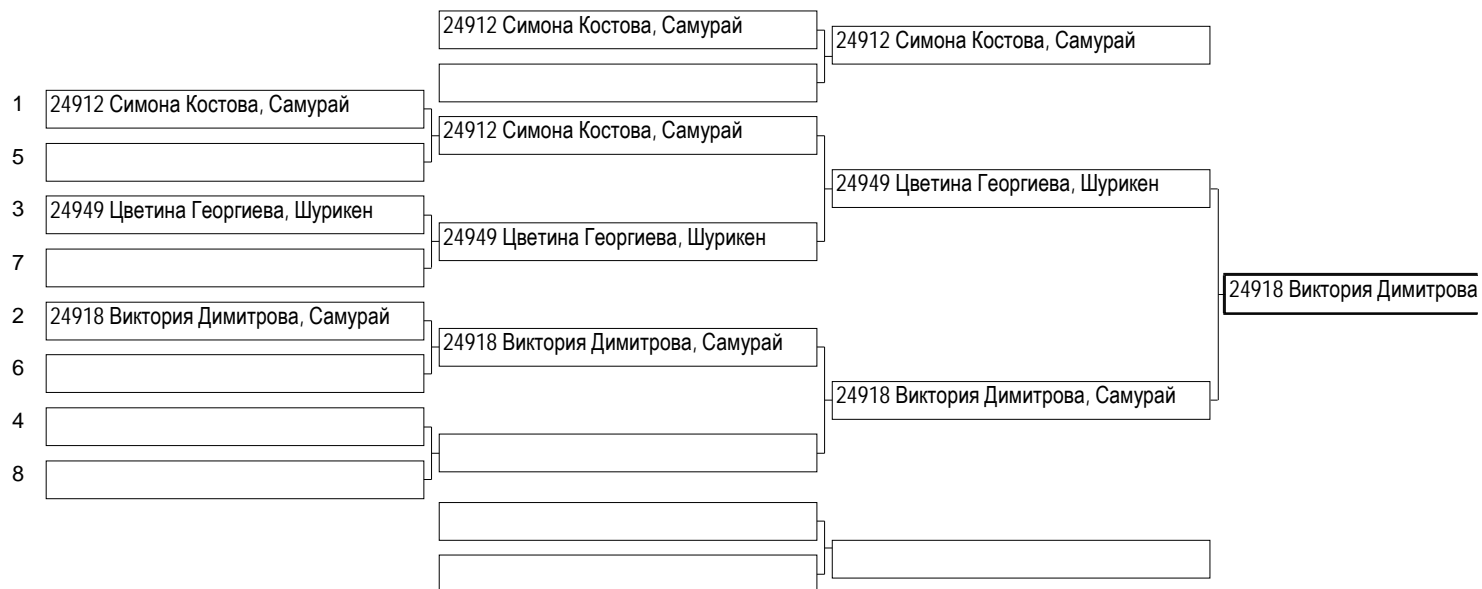 24912 Симона Костова, Самурай
24912 Симона Костова, Самурай
1 24912 Симона Костова, Самурай
24912 Симона Костова, Самурай
5
24949 Цветина Георгиева, Шурикен
3 24949 Цветина Георгиева, Шурикен
24949 Цветина Георгиева, Шурикен
7
24918 Виктория Димитрова
2 24918 Виктория Димитрова, Самурай
24918 Виктория Димитрова, Самурай
6
24918 Виктория Димитрова, Самурай
4
8